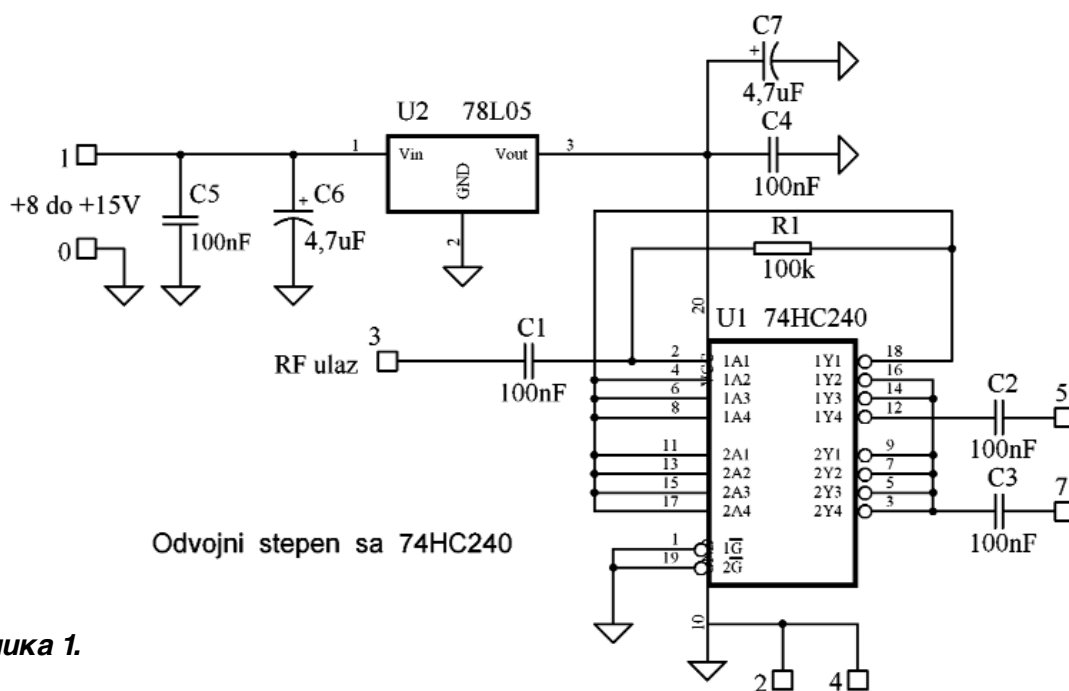 C7
+
4,7uF
U2 78L05
C4
1
1
Vin
Vout
3
GND
100nF
+8 do +15V
C5
100nF
+
C6
4,7uF
2
R1
100k
0
20
U1 74HC240
3
C1
RF ulaz
100nF
2 1A1 1Y1 18
4 1A2 1Y2 16
6 1A3 1Y3 14
8 1A4 1Y4 12
C2
5
100nF
11 2A1 2Y1 9
13 2A2 2Y2 7
15 2A3 2Y3 5
17 2A4 2Y4 3
C3
7
100nF
Odvojni stepen sa 74HC240
1 1G
19 2G
10
2
4
1.